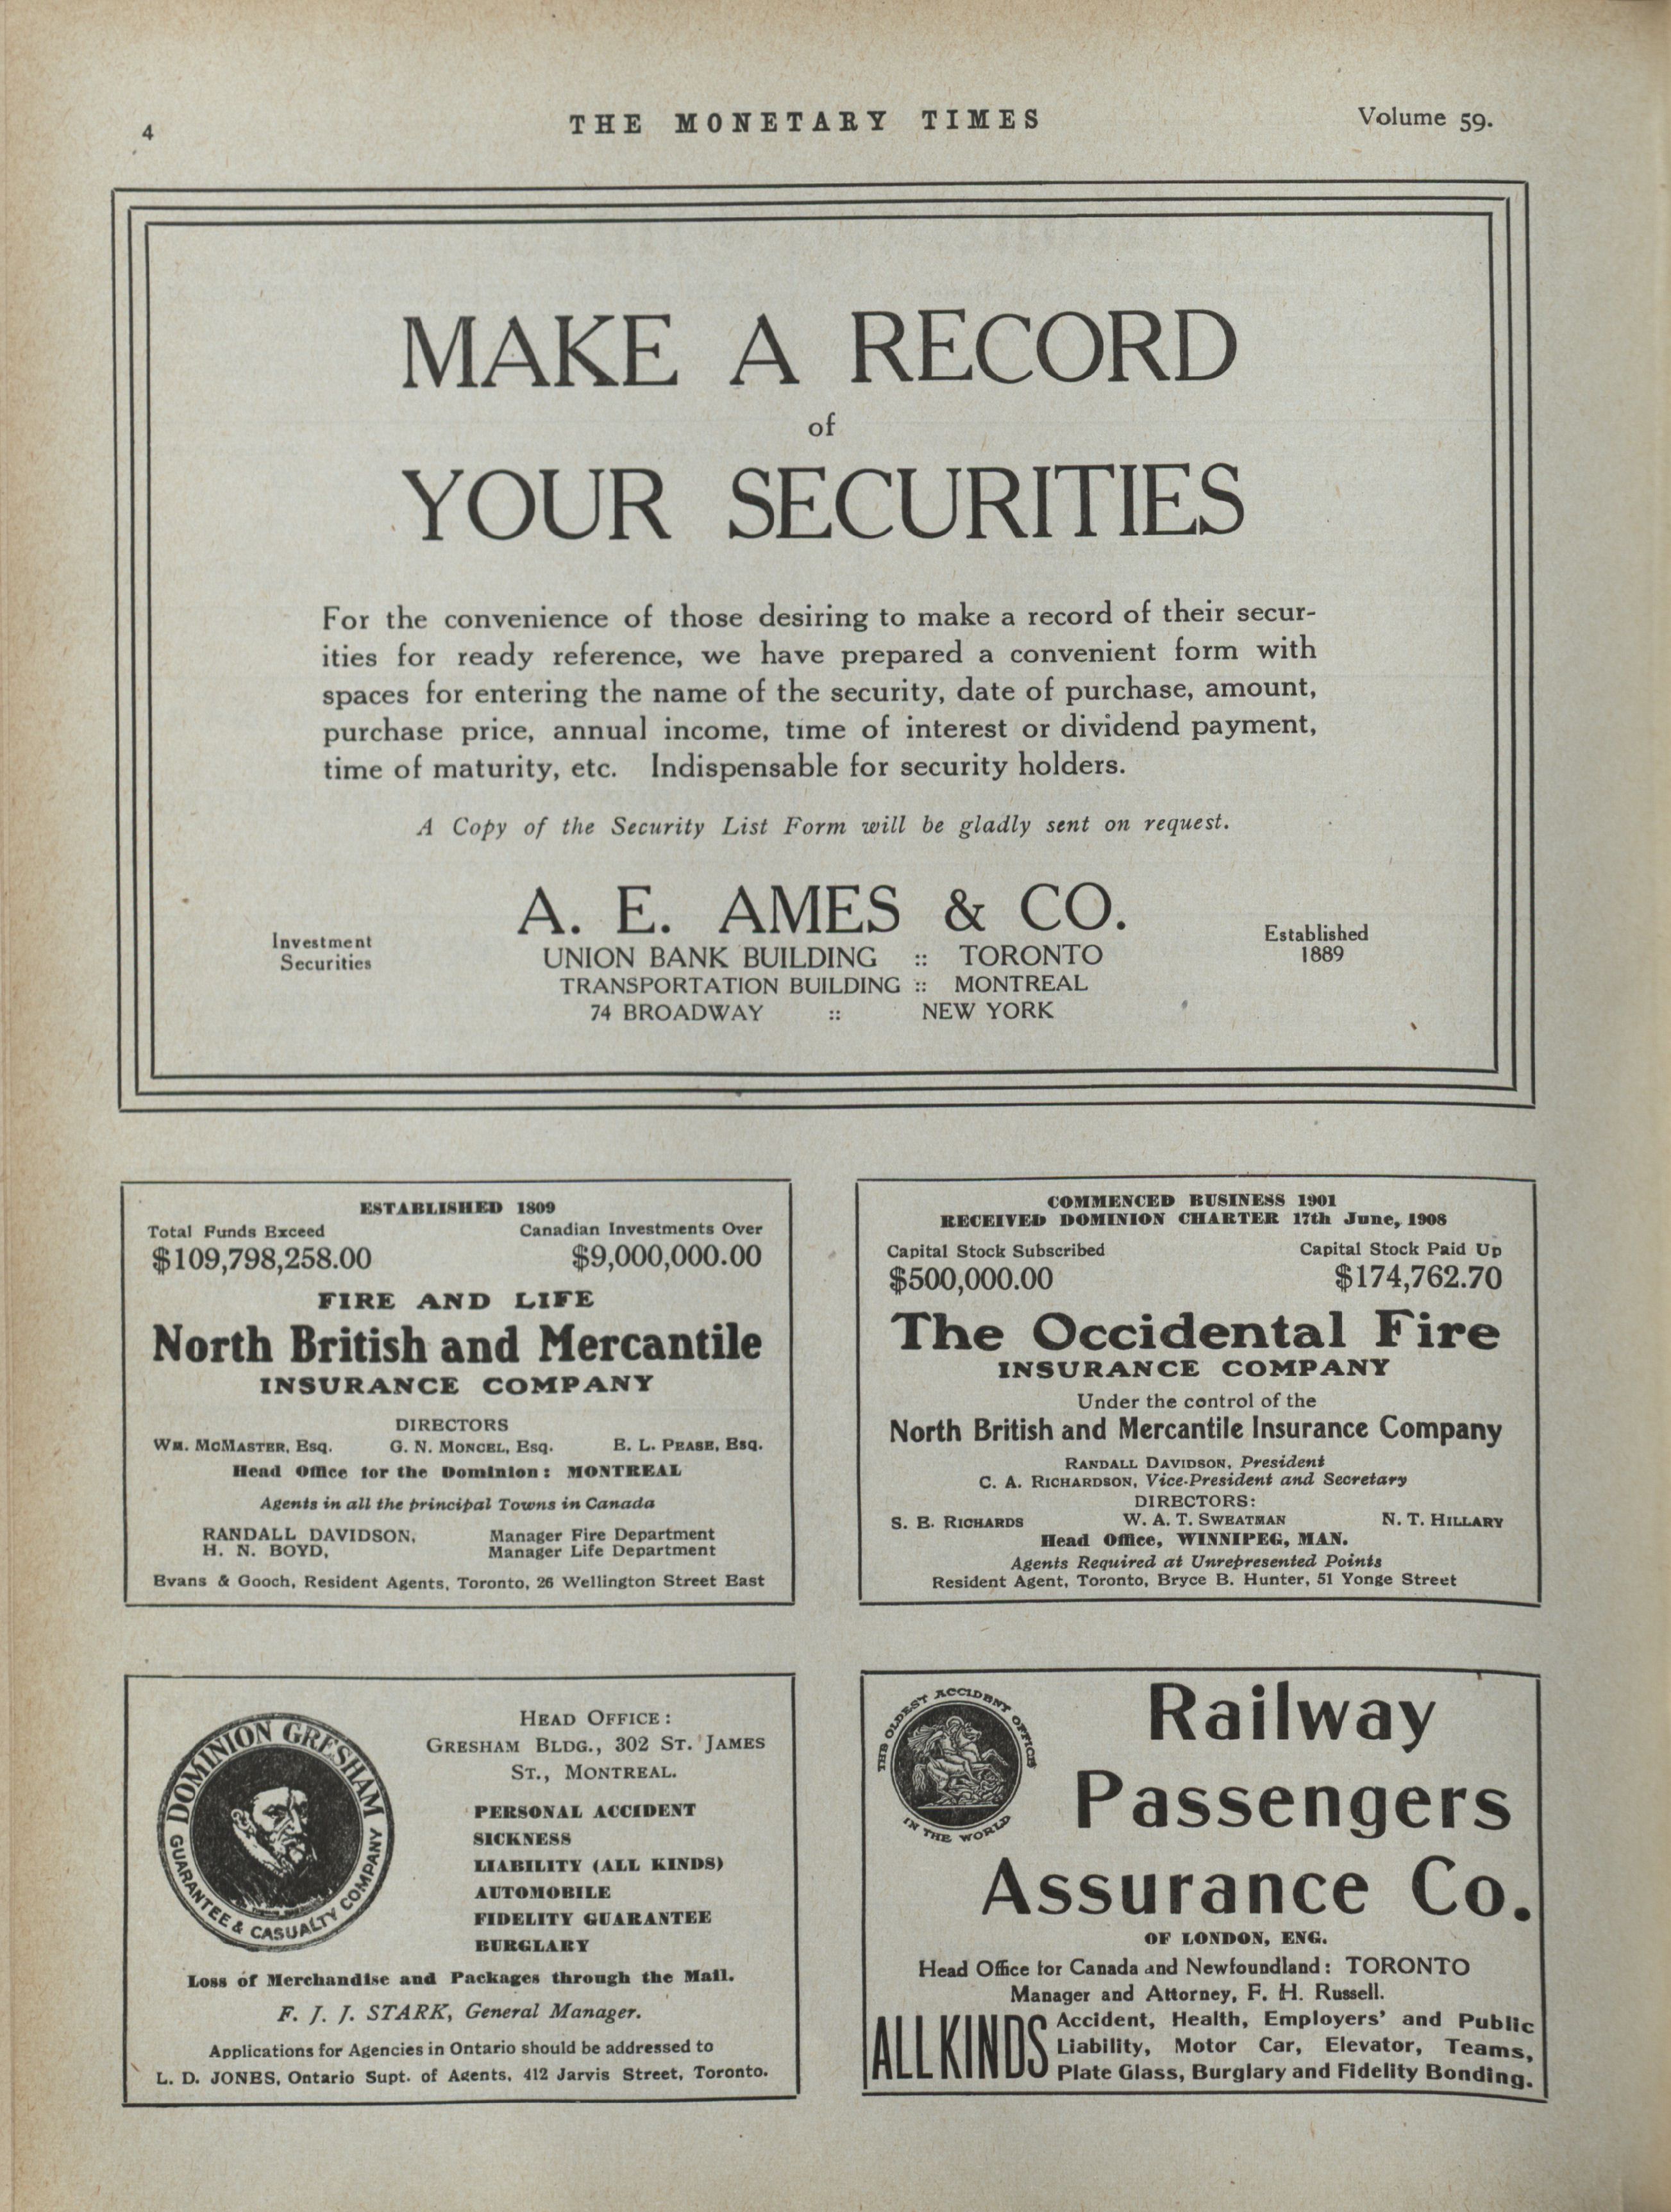 4
THE MONETARY TIMES
Volume 59.
MAKE A RECORD
of
YOUR SECURITIES
For the convenience of those desiring to make a record of their secur-
ities for ready reference, we have prepared a convenient form with
spaces for entering the name of the security, date of purchase, amount,
purchase price, annual income, time of interest or dividend payment,
time of maturity, etc. Indispensable for security holders.
A Copy of the Security List Form will be gladly sent on request.
Investment
Securities
A. E. AMES & CO.
UNION BANK BUILDING :: TORONTO
TRANSPORTATION BUILDING :: MONTREAL
74 BROADWAY :: NEW YORK
Established
1889
ESTABLISHED 1809
Total Funds Exceed
Canadian Investments Over
$109,798,258.00
$9,000,000.00
FIRE AND LIFE
North British and Mercantile
INSURANCE COMPANY
DIRECTORS
WM. MCMASTER, Esq. G. N. MONCEL, Esq. E. L. PEASE, Esq.
Head Office for the Dominion: MONTREAL
Agents in all the principal Towns in Canada
RANDALL DAVIDSON, Manager Fire Department
H. N. BOYD, Manager Life Department
Evans & Gooch, Resident Agents, Toronto, 26 Wellington Street East
COMMENCED BUSINESS 1901
RECEIVED DOMINION CHARTER 17th June, 1908
Capital Stock Subscribed
Capital Stock Paid Up
$500,000.00
$174,762.70
The Occidental Fire
INSURANCE COMPANY
Under the control of the
North British and Mercantile Insurance Company
RANDALL DAVIDSON, President
C. A. RICHARDSON, Vice-President and Secretary
DIRECTORS:
S. E. RICHARDS W. A. T. SWEATMAN N. T. HILLARY
Head Office, WINNIPEG, MAN.
Agents Required at Unrepresented Points
Resident Agent, Toronto, Bryce B. Hunter, 51 Yonge Street
DOMINION GRESHAM
GUARANTEE & CASUALTY COMPANY
HEAD OFFICE:
GRESHAM BLDG., 302 ST. JAMES
ST., MONTREAL.
PERSONAL ACCIDENT
SICKNESS
LIABILITY (ALL KINDS)
AUTOMOBILE
FIDELITY GUARANTEE
BURGLARY
Loss of Merchandise and Packages through the Mail.
F. J. J. STARK, General Manager.
Applications for Agencies in Ontario should be addressed to
L. D. JONES, Ontario Supt. of Agents, 412 Jarvis Street, Toronto.
THE OLDEST ACCIDENT OFFICE
IN THE WORLD
Railway
Passengers
Assurance Co.
OF LONDON, ENG.
Head Office for Canada and Newfoundland: TORONTO
Manager and Attorney, F. H. Russell.
ALL KINDS
Accident, Health, Employers' and Public
Liability, Motor Car, Elevator, Teams,
Plate Glass, Burglary and Fidelity Bonding.